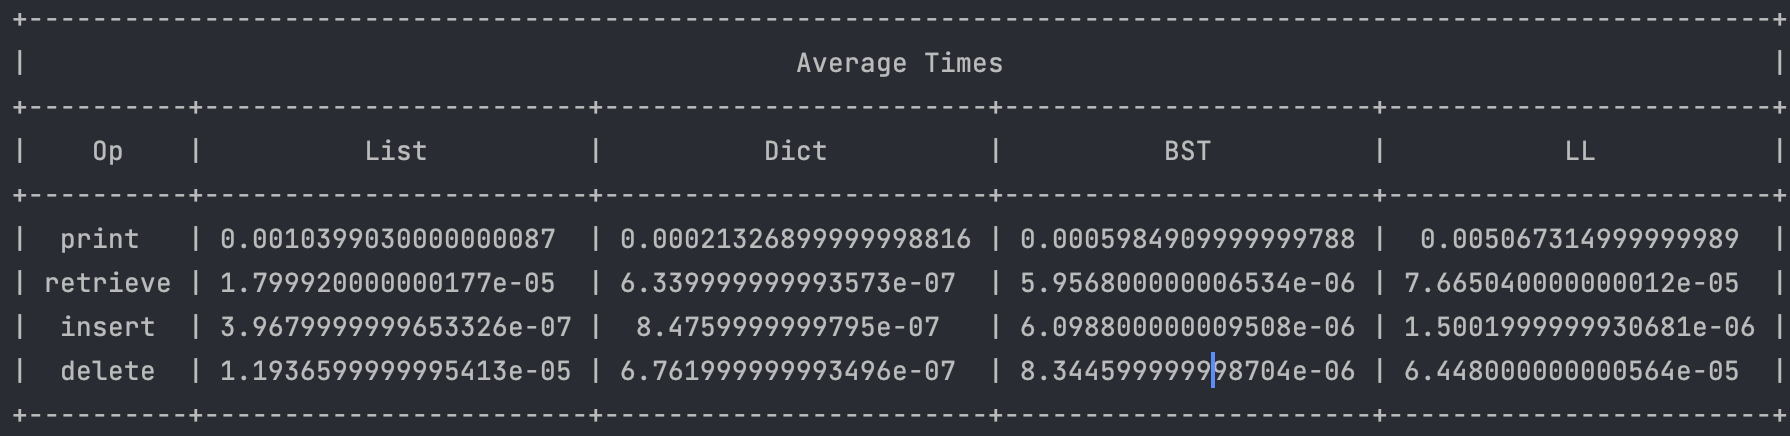 Average Times
Op | List | Dict | BST | LL
print | 0.0010399030000000087 | 0.00021326899999998816 | 0.0005984909999999788 | 0.005067314999999989
retrieve | 1.799920000000177e-05 | 6.339999999993573e-07 | 5.956800000006534e-06 | 7.665040000000012e-05
insert | 3.9679999999653326e-07 | 8.4759999999795e-07 | 6.098800000009508e-06 | 1.5001999999930681e-06
delete | 1.1936599999995413e-05 | 6.761999999993496e-07 | 8.344599999998704e-06 | 6.448000000000564e-05